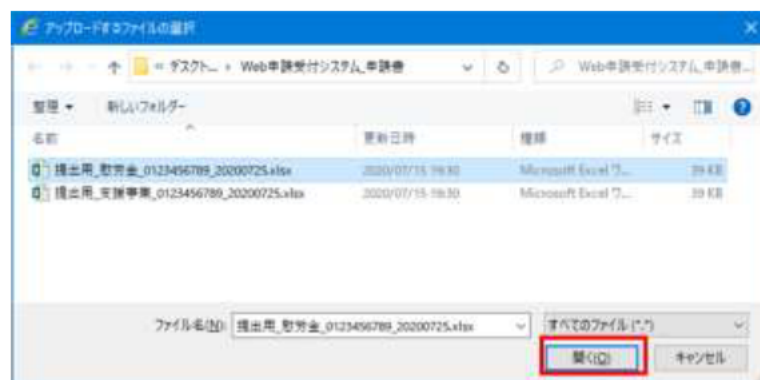 アップロードするファイルの選択
« デスクト... › Web申請受付システム_申請書
Web申請受付システム_申請書...
整理 新しいフォルダー
名前 更新日時 種類 サイズ
提出用_慰労金_0123456789_20200725.xlsx 2020/07/15 19:30 Microsoft Excel ワ... 39 KB
提出用_支援事業_0123456789_20200725.xlsx 2020/07/15 19:30 Microsoft Excel ワ... 39 KB
ファイル名(N): 提出用_慰労金_0123456789_20200725.xlsx すべてのファイル (*.*)
開く(O) キャンセル